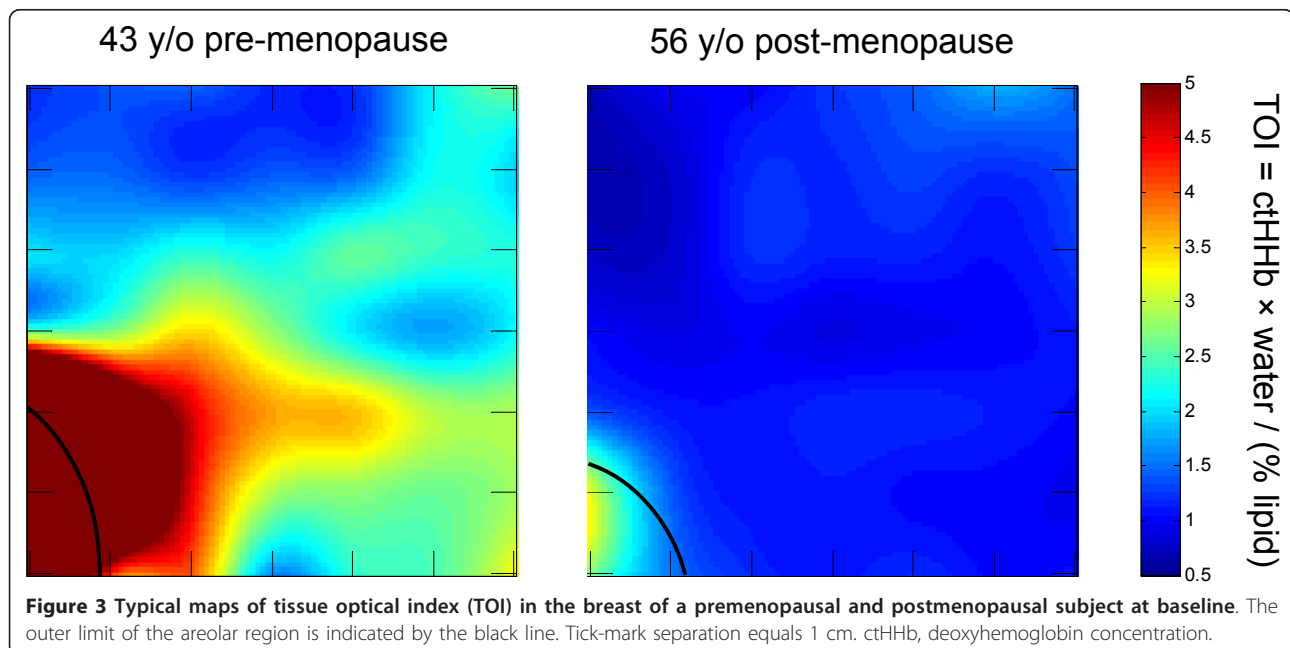 43 y/o pre-menopause
56 y/o post-menopause
5
4.5
4
3.5
3
2.5
2
1.5
1
0.5
TOI = ctHHb × water / (% lipid)
Figure 3 Typical maps of tissue optical index (TOI) in the breast of a premenopausal and postmenopausal subject at baseline. The
outer limit of the areolar region is indicated by the black line. Tick-mark separation equals 1 cm. ctHHb, deoxyhemoglobin concentration.